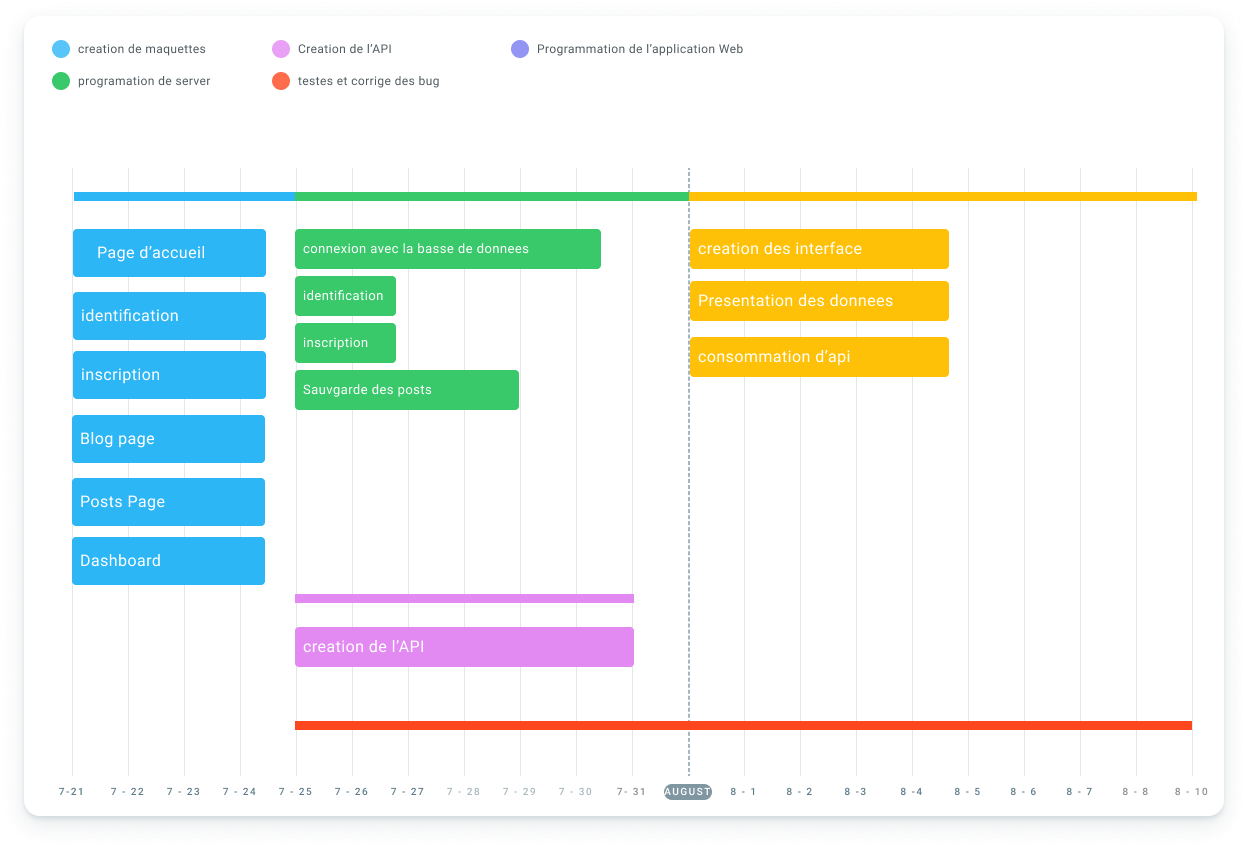 creation de maquettes
Creation de l’API
Programmation de l’application Web
programation de server
testes et corrige des bug
Page d’accueil
connexion avec la basse de donnees
creation des interface
identification
identification
Presentation des donnees
inscription
inscription
consommation d’api
Sauvgarde des posts
Blog page
Posts Page
Dashboard
creation de l’API
7-21 7 - 22 7 - 23 7 - 24 7 - 25 7 - 26 7 - 27 7 - 28 7 - 29 7 - 30 7- 31 AUGUST 8 - 1 8 - 2 8 -3 8 -4 8 - 5 8 - 6 8 - 7 8 - 8 8 - 10